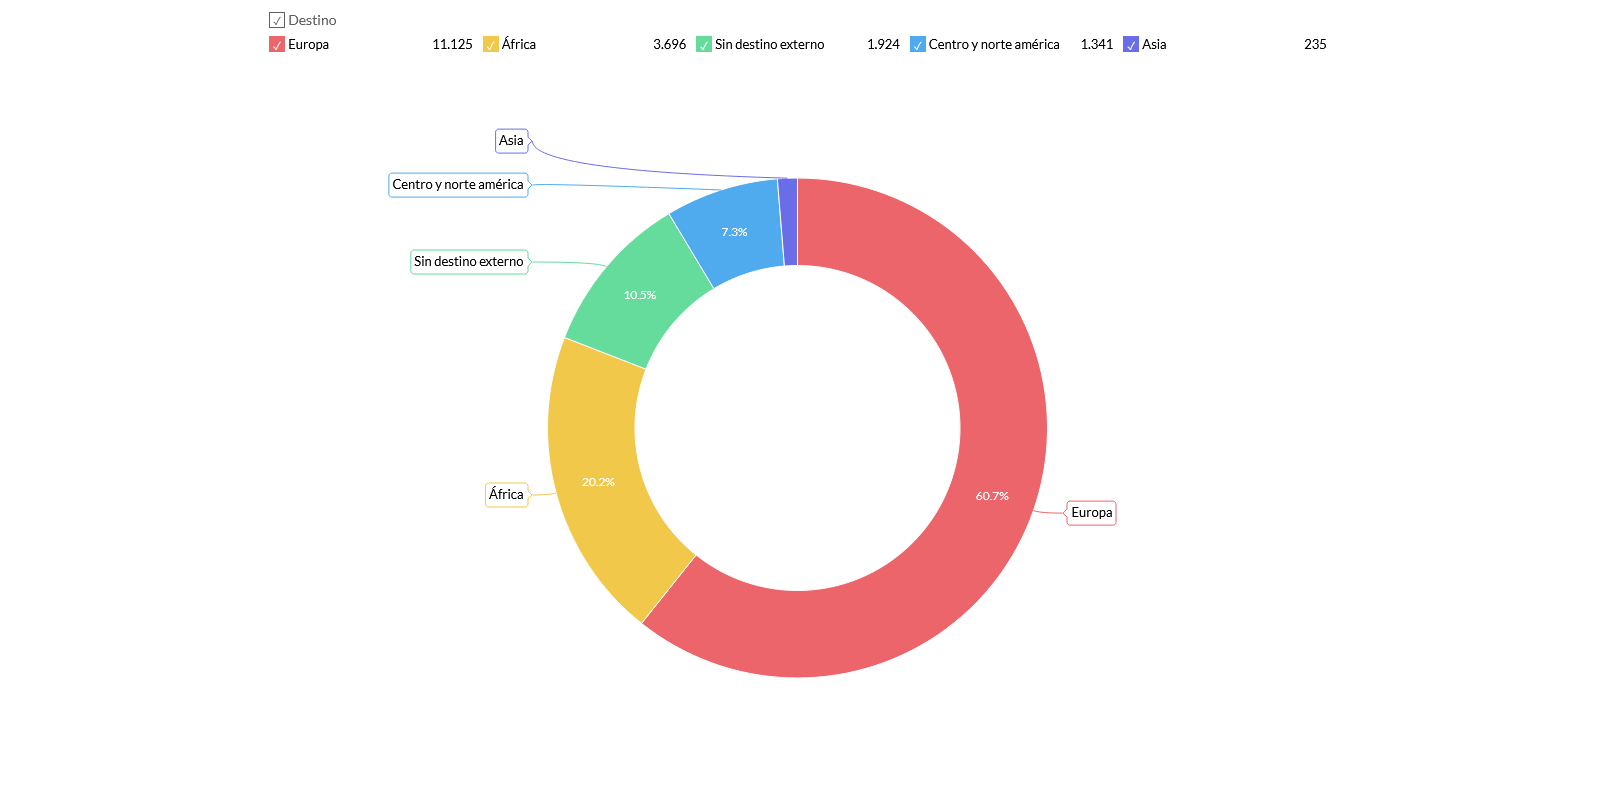 Destino
Europa 11.125 África 3.696 Sin destino externo 1.924 Centro y norte américa 1.341 Asia 235
Asia
Centro y norte américa
7.3%
Sin destino externo
10.5%
20.2%
África
60.7%
Europa